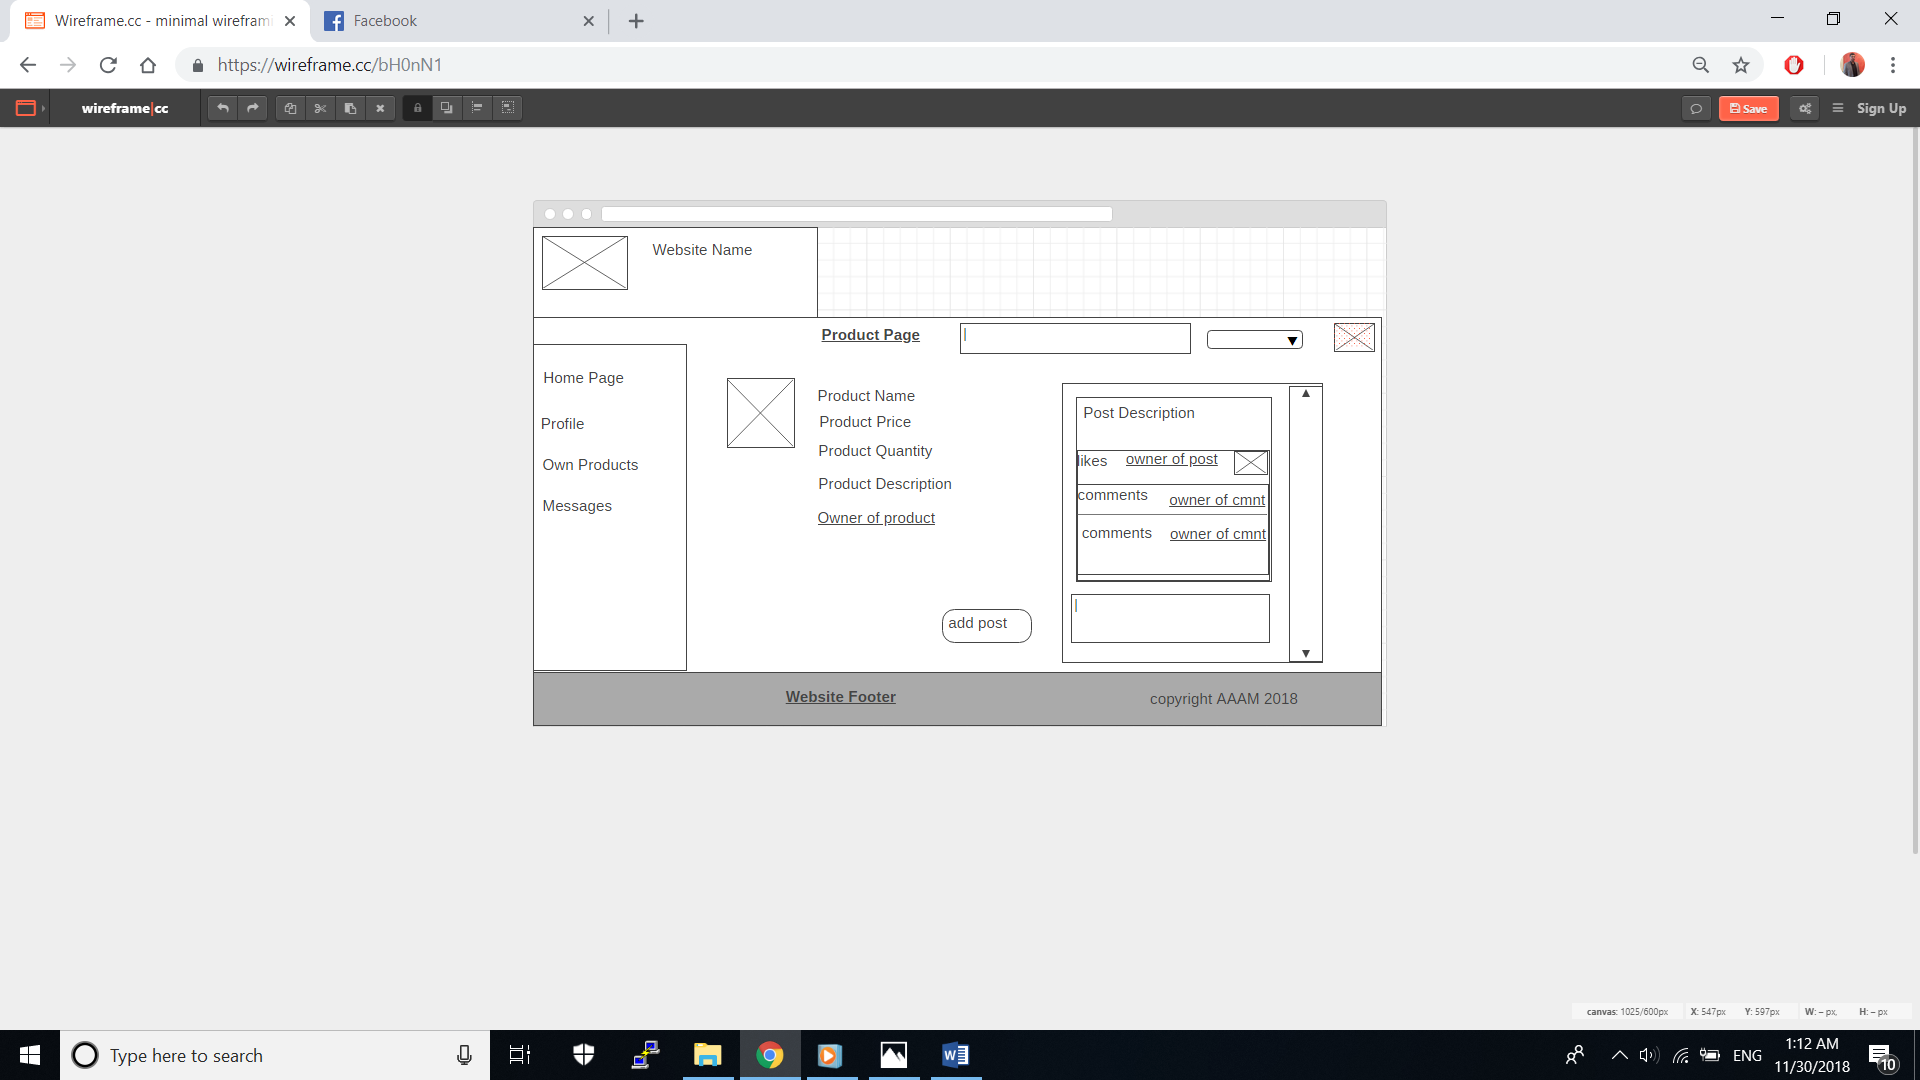 Wireframe.cc - minimal wirefram
Facebook
https://wireframe.cc/bH0nN1
wireframe|cc
Save
Sign Up
Website Name
Product Page
Home Page
Profile
Own Products
Messages
Product Name
Product Price
Product Quantity
Product Description
Owner of product
add post
Post Description
likes owner of post
comments owner of cmnt
comments owner of cmnt
Website Footer
copyright AAAM 2018
canvas: 1025/600px X: 547px Y: 597px W: – px, H: – px
Type here to search
W
ENG
1:12 AM
11/30/2018
10